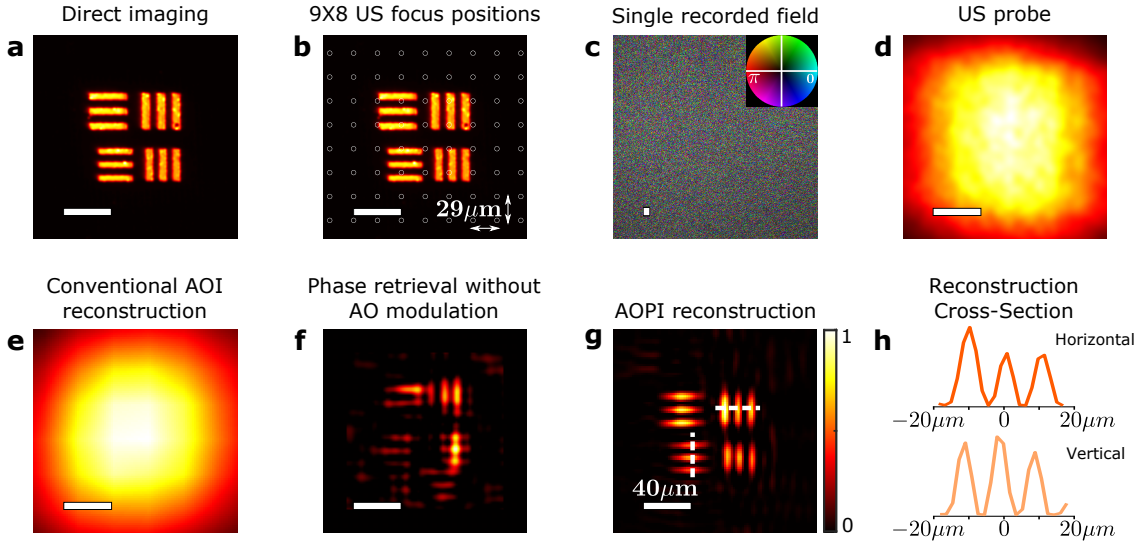 a
Direct imaging
b
9X8 US focus positions
29μm
c
Single recorded field
π
0
d
US probe
e
Conventional AOI
reconstruction
f
Phase retrieval without
AO modulation
g
AOPI reconstruction
40μm
1
0
h
Reconstruction
Cross-Section
Horizontal
−20μm 0 20μm
Vertical
−20μm 0 20μm